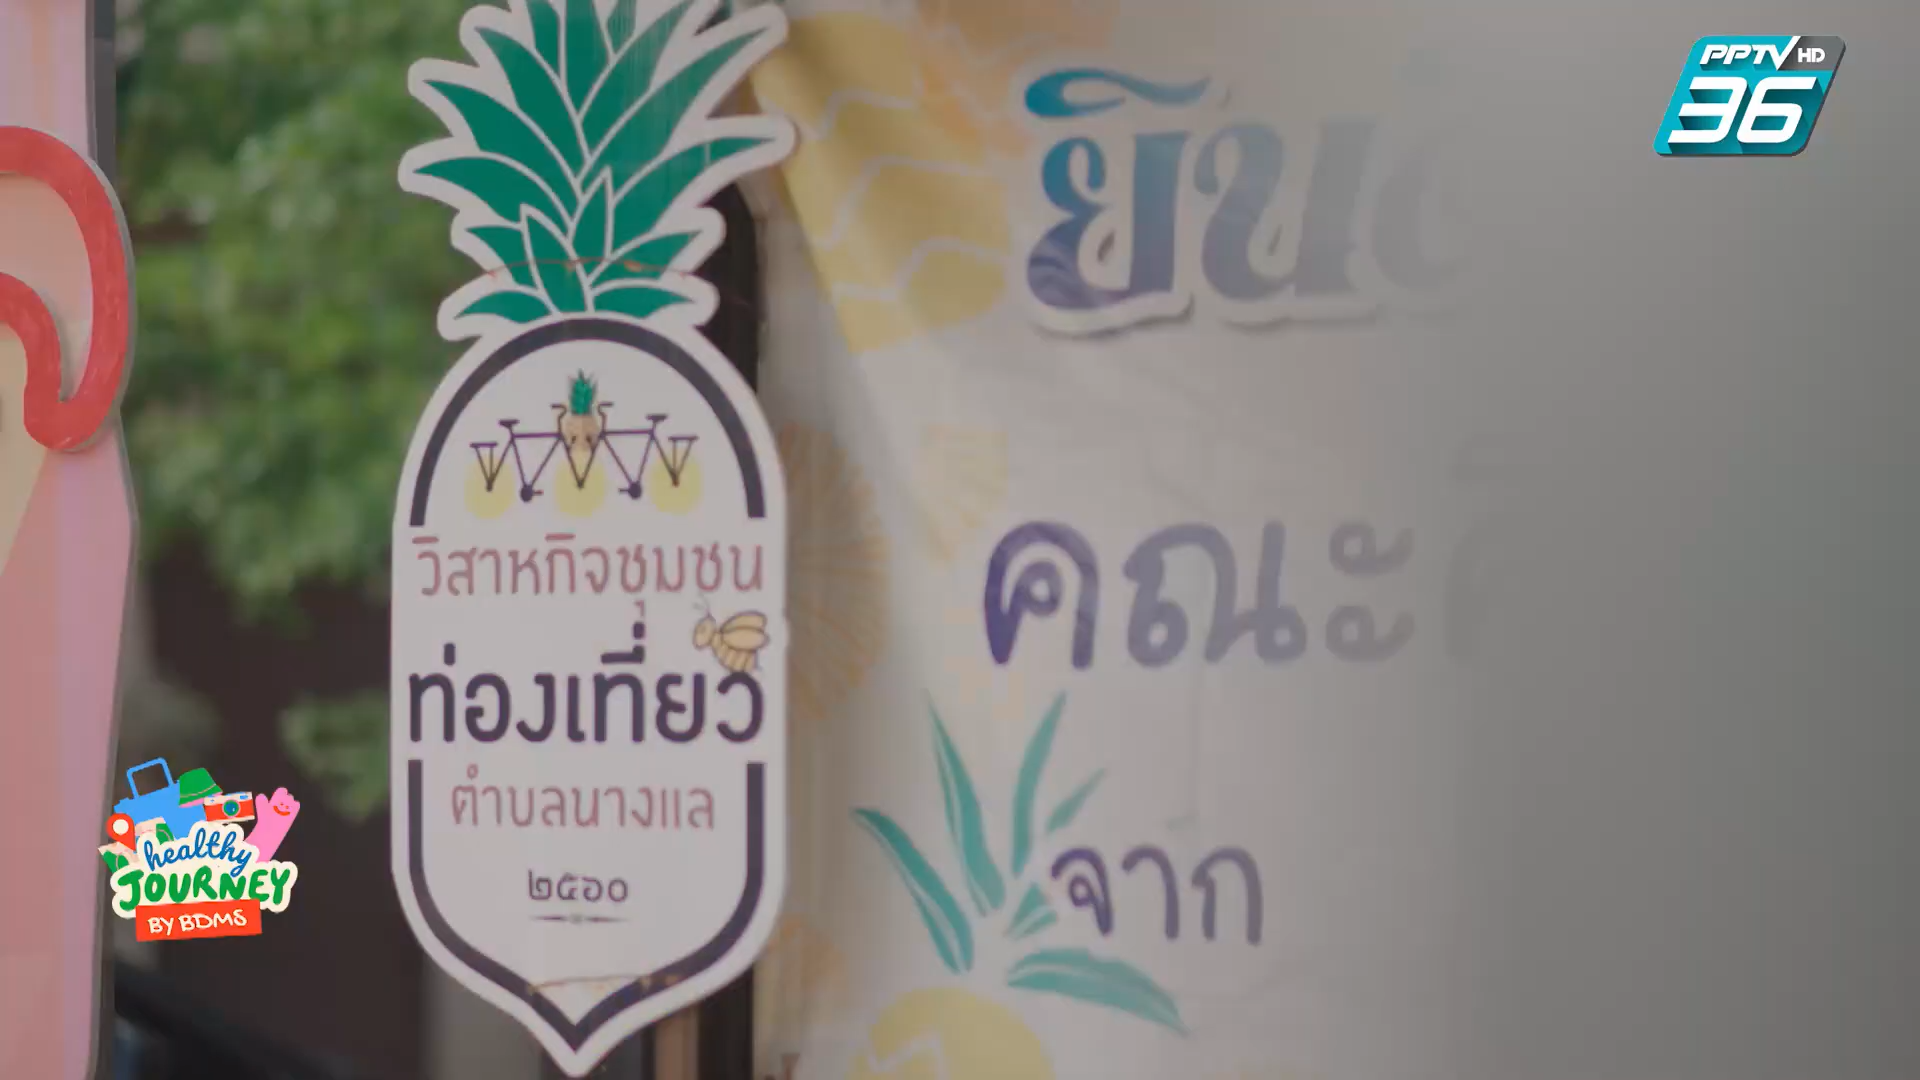 PPTV HD
36
วิสาหกิจชุมชน
ท่องเที่ยว
ตำบลนางแล
๒๕๖๐
คณะ
จาก
healthy
JOURNEY
BY BDMS